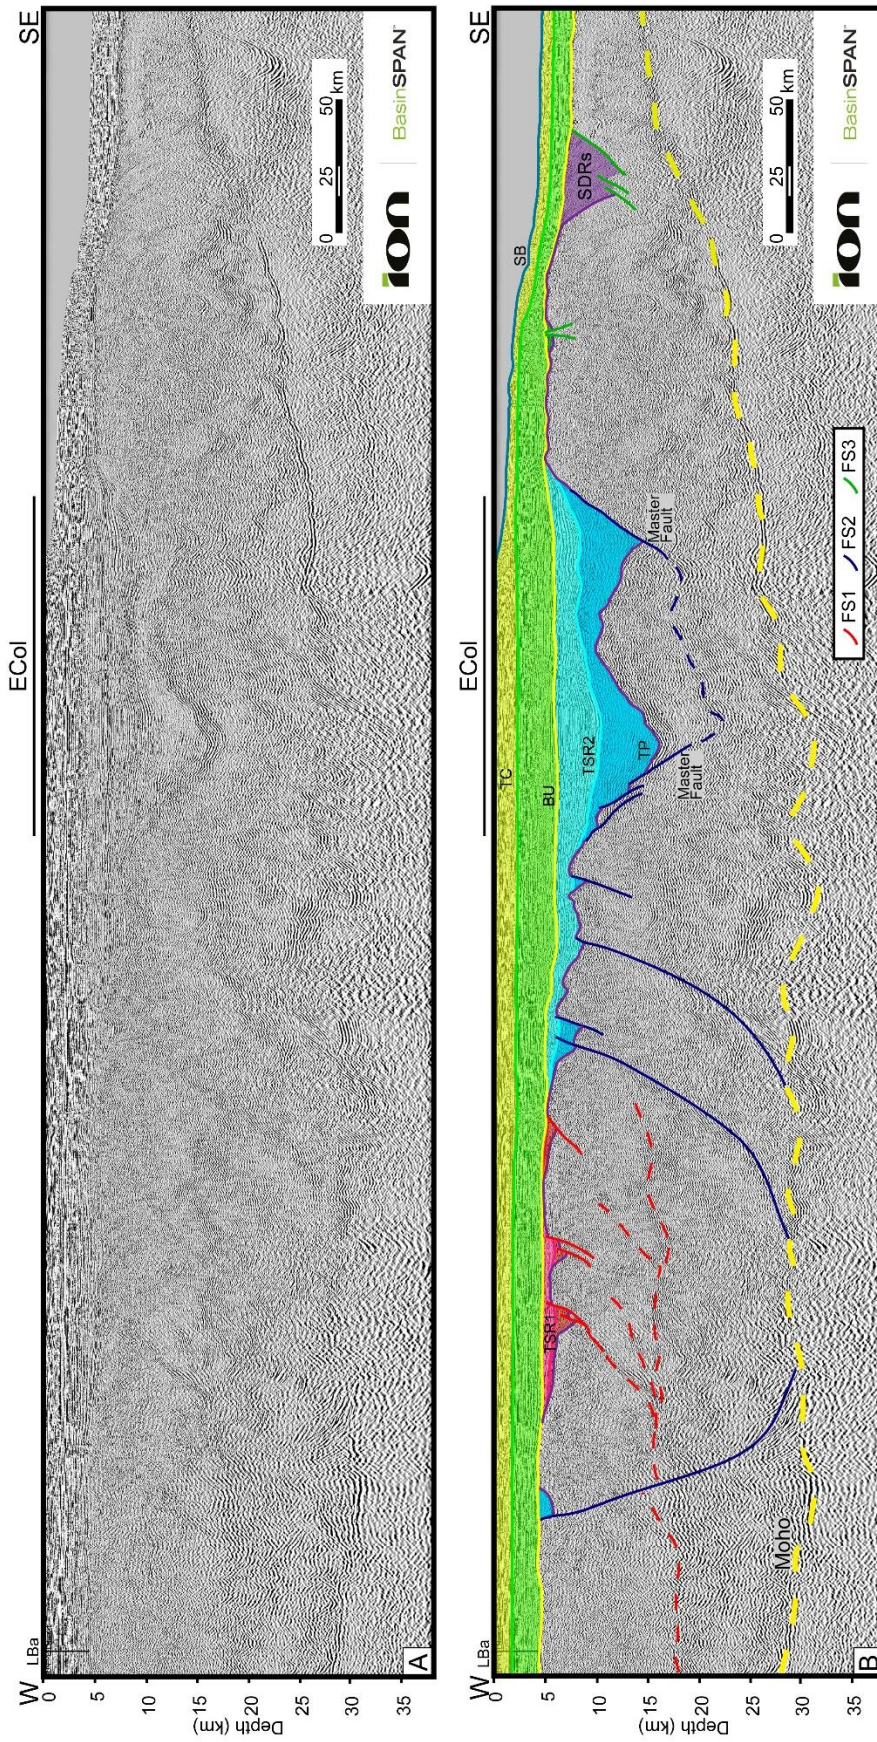 W
LBa
ECol
SE
0
5
10
15
20
25
30
35
Depth (km)
A
0 25 50
km
ion BasinSPAN™
W
LBa
ECol
SE
0
5
10
15
20
25
30
35
Depth (km)
TC
SB
BU
TSR1
TSR2
TP
SDRs
Master
Fault
Master
Fault
Moho
B
FS1 FS2 FS3
0 25 50
km
ion BasinSPAN™